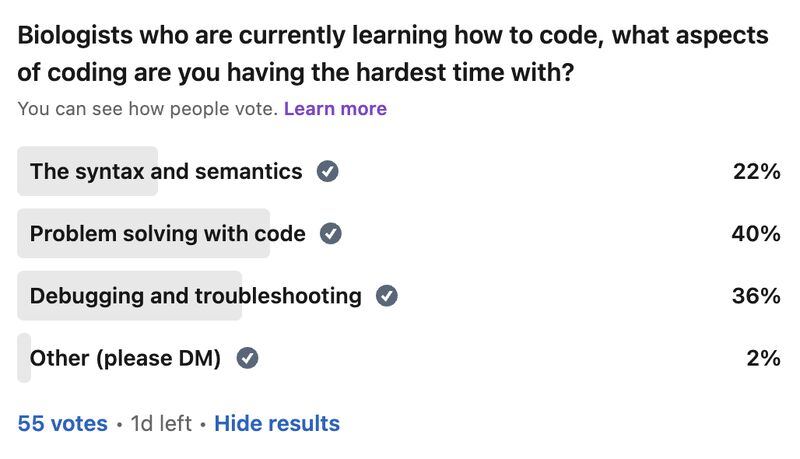 Biologists who are currently learning how to code, what aspects
of coding are you having the hardest time with?
You can see how people vote. Learn more
The syntax and semantics 22%
Problem solving with code 40%
Debugging and troubleshooting 36%
Other (please DM) 2%
55 votes • 1d left • Hide results